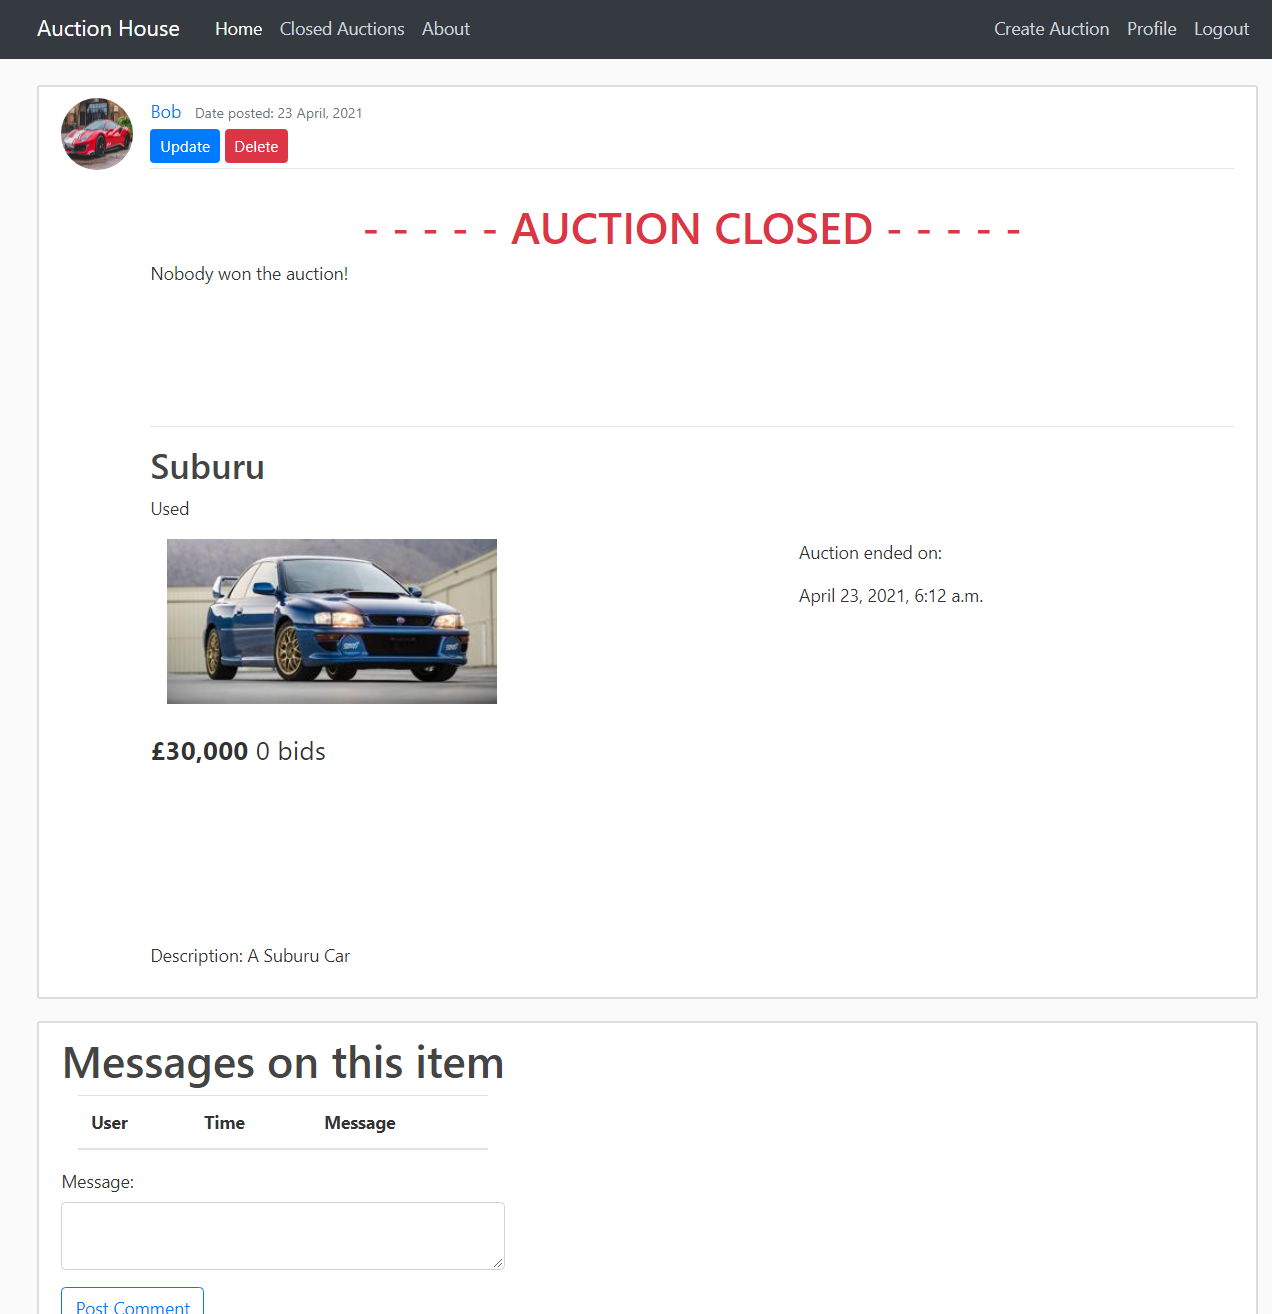 Auction House Home Closed Auctions About Create Auction Profile Logout
Bob Date posted: 23 April, 2021
Update Delete
- - - - - AUCTION CLOSED - - - - -
Nobody won the auction!
Suburu
Used
Auction ended on:
April 23, 2021, 6:12 a.m.
£30,000 0 bids
Description: A Suburu Car
Messages on this item
User Time Message
Message:
Post Comment